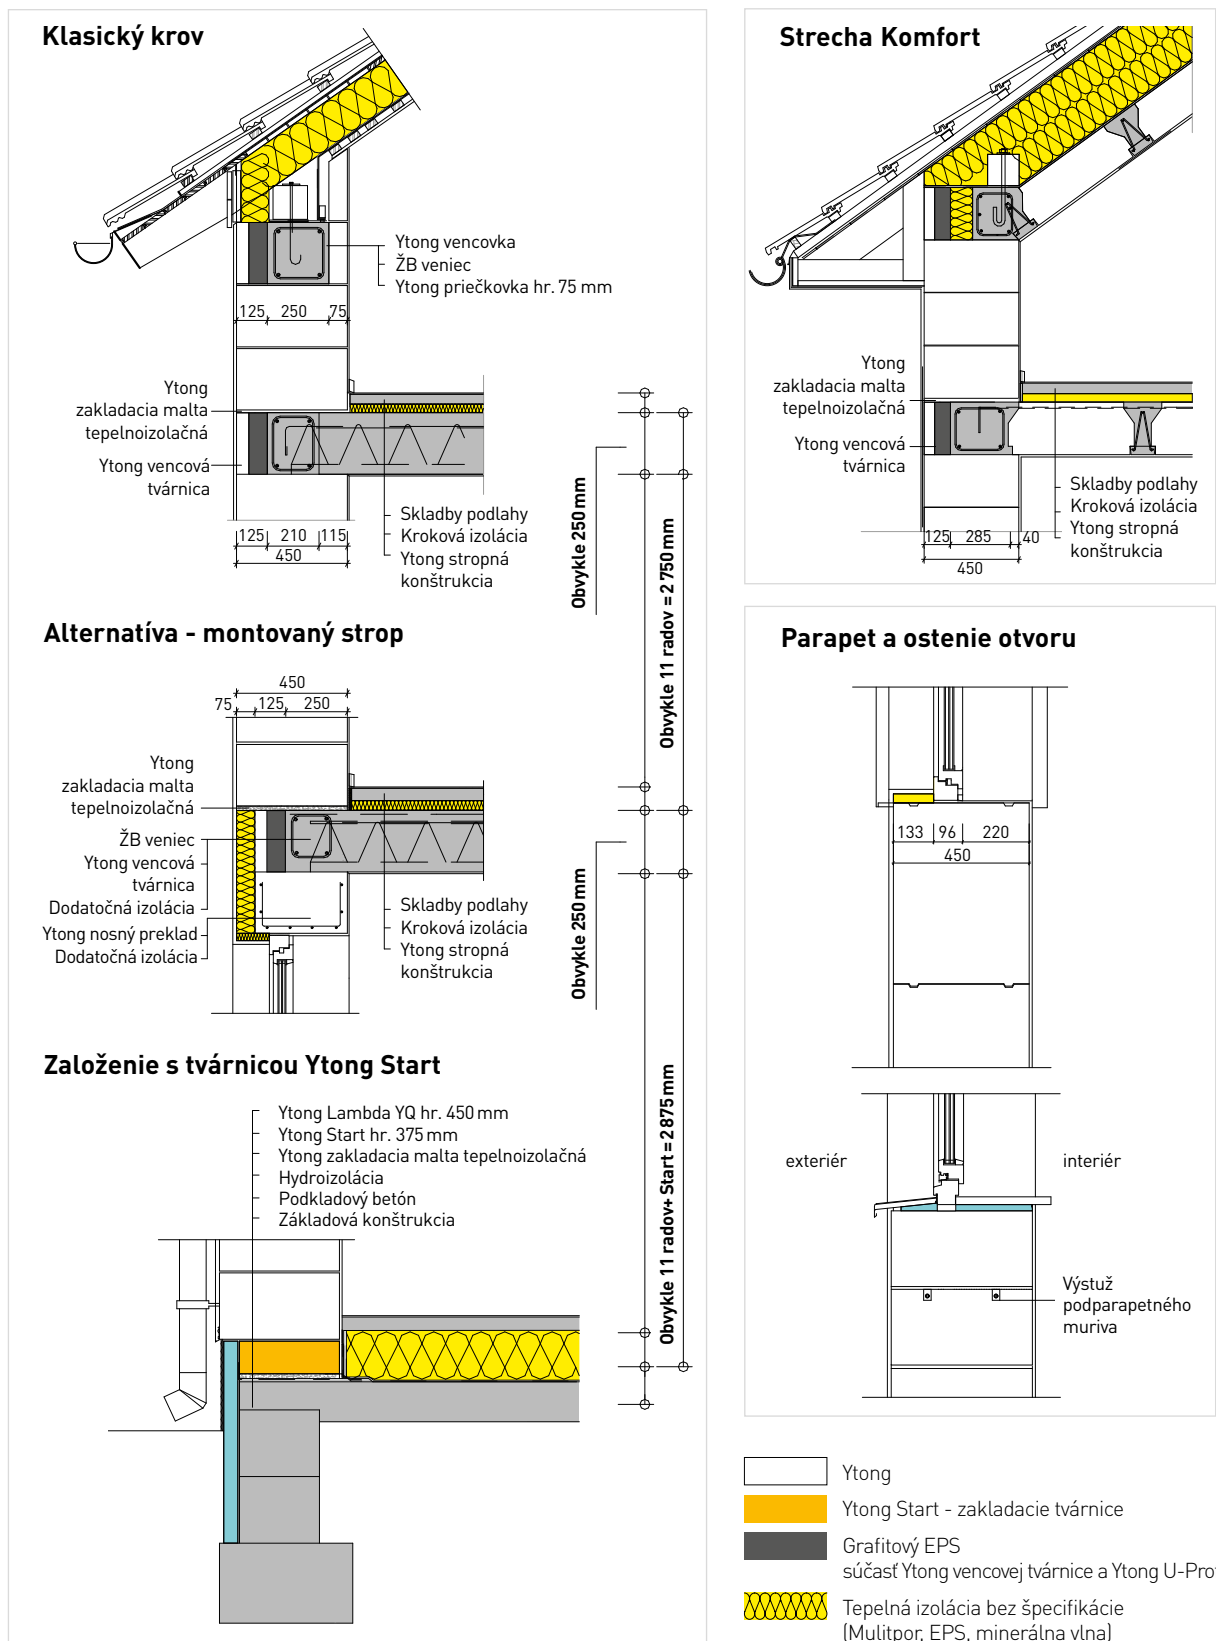 Klasický krov
Ytong vencovka
ŽB veniec
Ytong priečkovka hr. 75 mm
125 250 75
Ytong
zakladacia malta
tepelnoizolačná
Ytong vencová
tvárnica
Skladby podlahy
Kroková izolácia
Ytong stropná
konštrukcia
125 210 115
450
Obvykle 250 mm
Obvykle 11 radov = 2 750 mm
Alternatíva - montovaný strop
450
75 125 250
Ytong
zakladacia malta
tepelnoizolačná
ŽB veniec
Ytong vencová
tvárnica
Dodatočná izolácia
Ytong nosný preklad
Dodatočná izolácia
Skladby podlahy
Kroková izolácia
Ytong stropná
konštrukcia
Obvykle 250 mm
Obvykle 11 radov+ Start = 2 875 mm
Založenie s tvárnicou Ytong Start
Ytong Lambda YQ hr. 450 mm
Ytong Start hr. 375 mm
Ytong zakladacia malta tepelnoizolačná
Hydroizolácia
Podkladový betón
Základová konštrukcia
Strecha Komfort
Ytong
zakladacia malta
tepelnoizolačná
Ytong vencová
tvárnica
Skladby podlahy
Kroková izolácia
Ytong stropná
konštrukcia
125 285 40
450
Parapet a ostenie otvoru
133 96 220
450
exteriér
interiér
Výstuž
podparapetného
muriva
Ytong
Ytong Start - zakladacie tvárnice
Grafitový EPS
súčasť Ytong vencovej tvárnice a Ytong U-Prof
Tepelná izolácia bez špecifikácie
(Mulitpor, EPS, minerálna vlna)